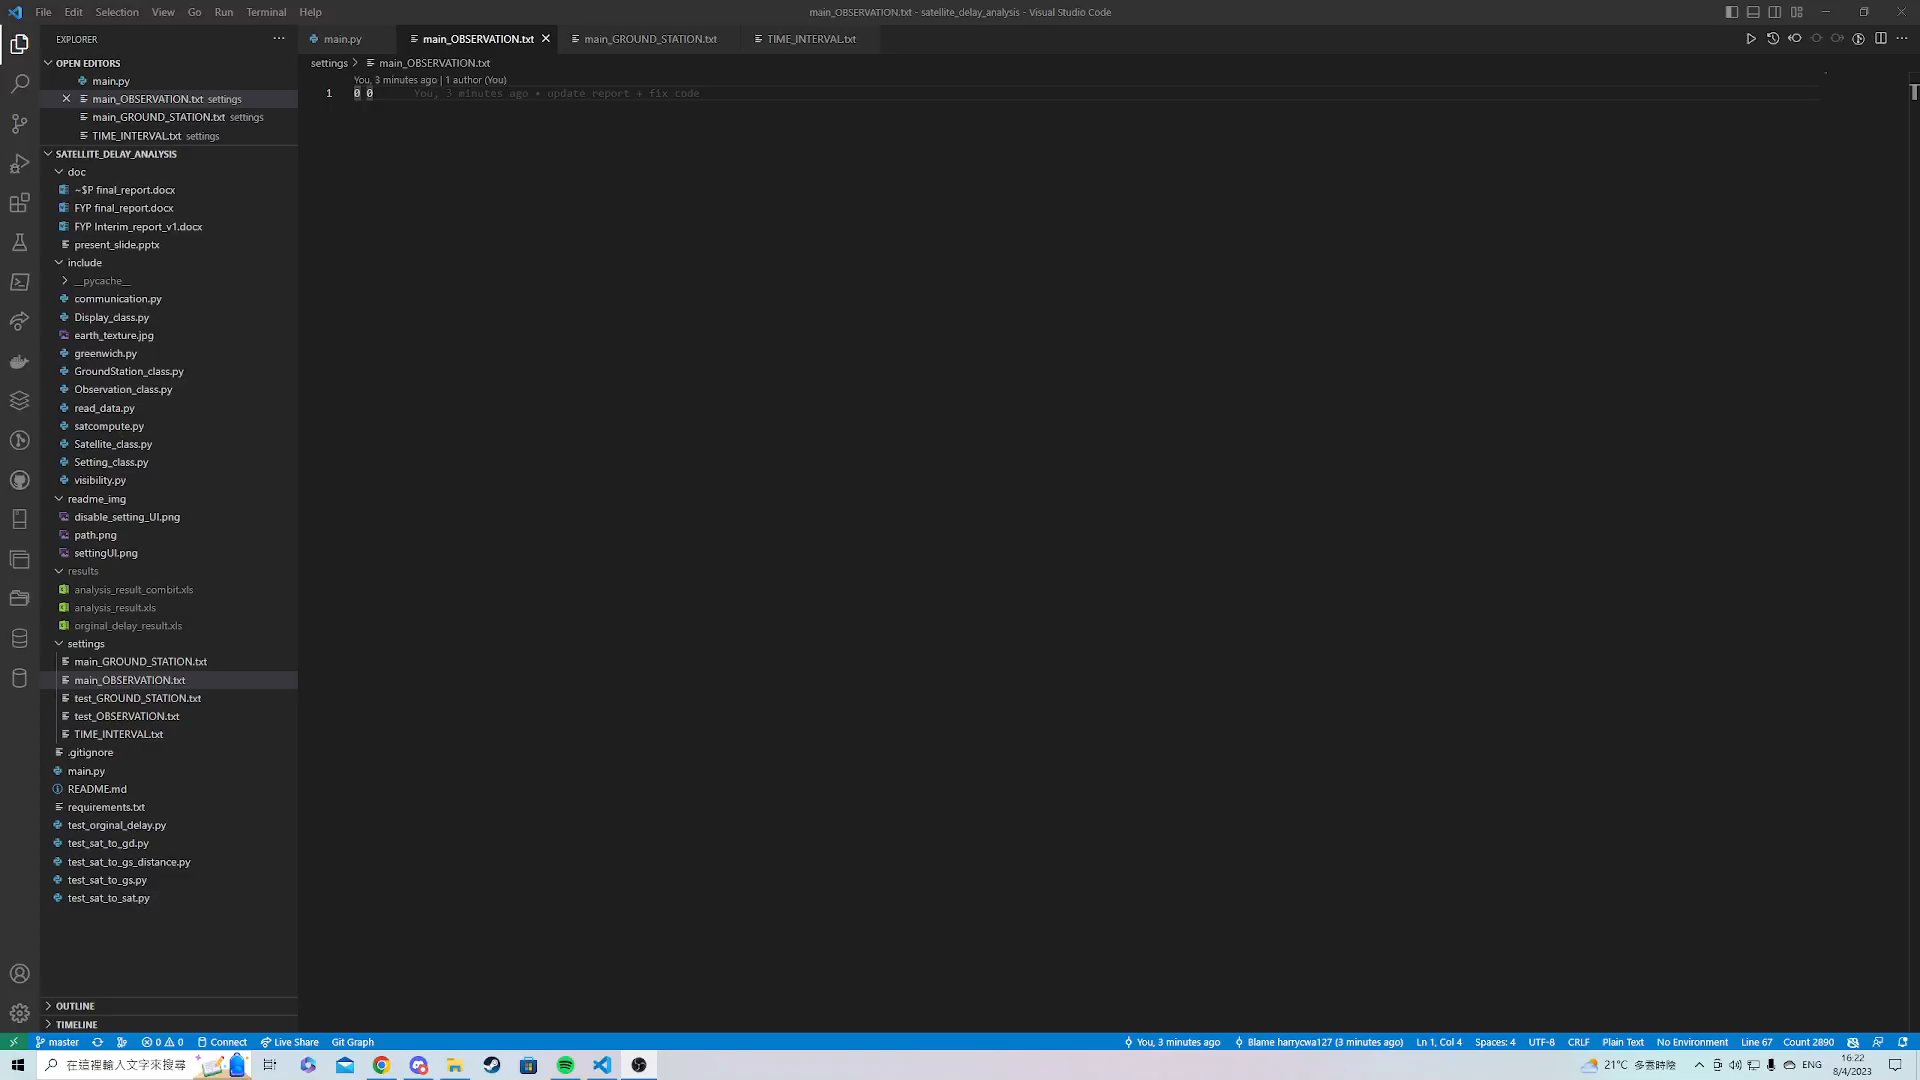 File Edit Selection View Go Run Terminal Help
main_OBSERVATION.txt - satellite_delay_analysis - Visual Studio Code
EXPLORER
main.py
main_OBSERVATION.txt
main_GROUND_STATION.txt
TIME_INTERVAL.txt
OPEN EDITORS
main.py
main_OBSERVATION.txt settings
main_GROUND_STATION.txt settings
TIME_INTERVAL.txt settings
settings > main_OBSERVATION.txt
You, 3 minutes ago | 1 author (You)
1 0 0 You, 3 minutes ago • update report + fix code
SATELLITE_DELAY_ANALYSIS
doc
~$P final_report.docx
FYP final_report.docx
FYP Interim_report_v1.docx
present_slide.pptx
include
__pycache__
communication.py
Display_class.py
earth_texture.jpg
greenwich.py
GroundStation_class.py
Observation_class.py
read_data.py
satcompute.py
Satellite_class.py
Setting_class.py
visibility.py
readme_img
disable_setting_UI.png
path.png
settingUI.png
results
analysis_result_combit.xls
analysis_result.xls
orginal_delay_result.xls
settings
main_GROUND_STATION.txt
main_OBSERVATION.txt
test_GROUND_STATION.txt
test_OBSERVATION.txt
TIME_INTERVAL.txt
.gitignore
main.py
README.md
requirements.txt
test_orginal_delay.py
test_sat_to_gd.py
test_sat_to_gs_distance.py
test_sat_to_gs.py
test_sat_to_sat.py
OUTLINE
TIMELINE
master 0 0 Connect Live Share Git Graph
You, 3 minutes ago Blame harrycwa127 (3 minutes ago) Ln 1, Col 4 Spaces: 4 UTF-8 CRLF Plain Text No Environment Line 67 Count 2890
在這裡輸入文字來搜尋
21°C 多雲時陰
ENG
16:22
8/4/2023